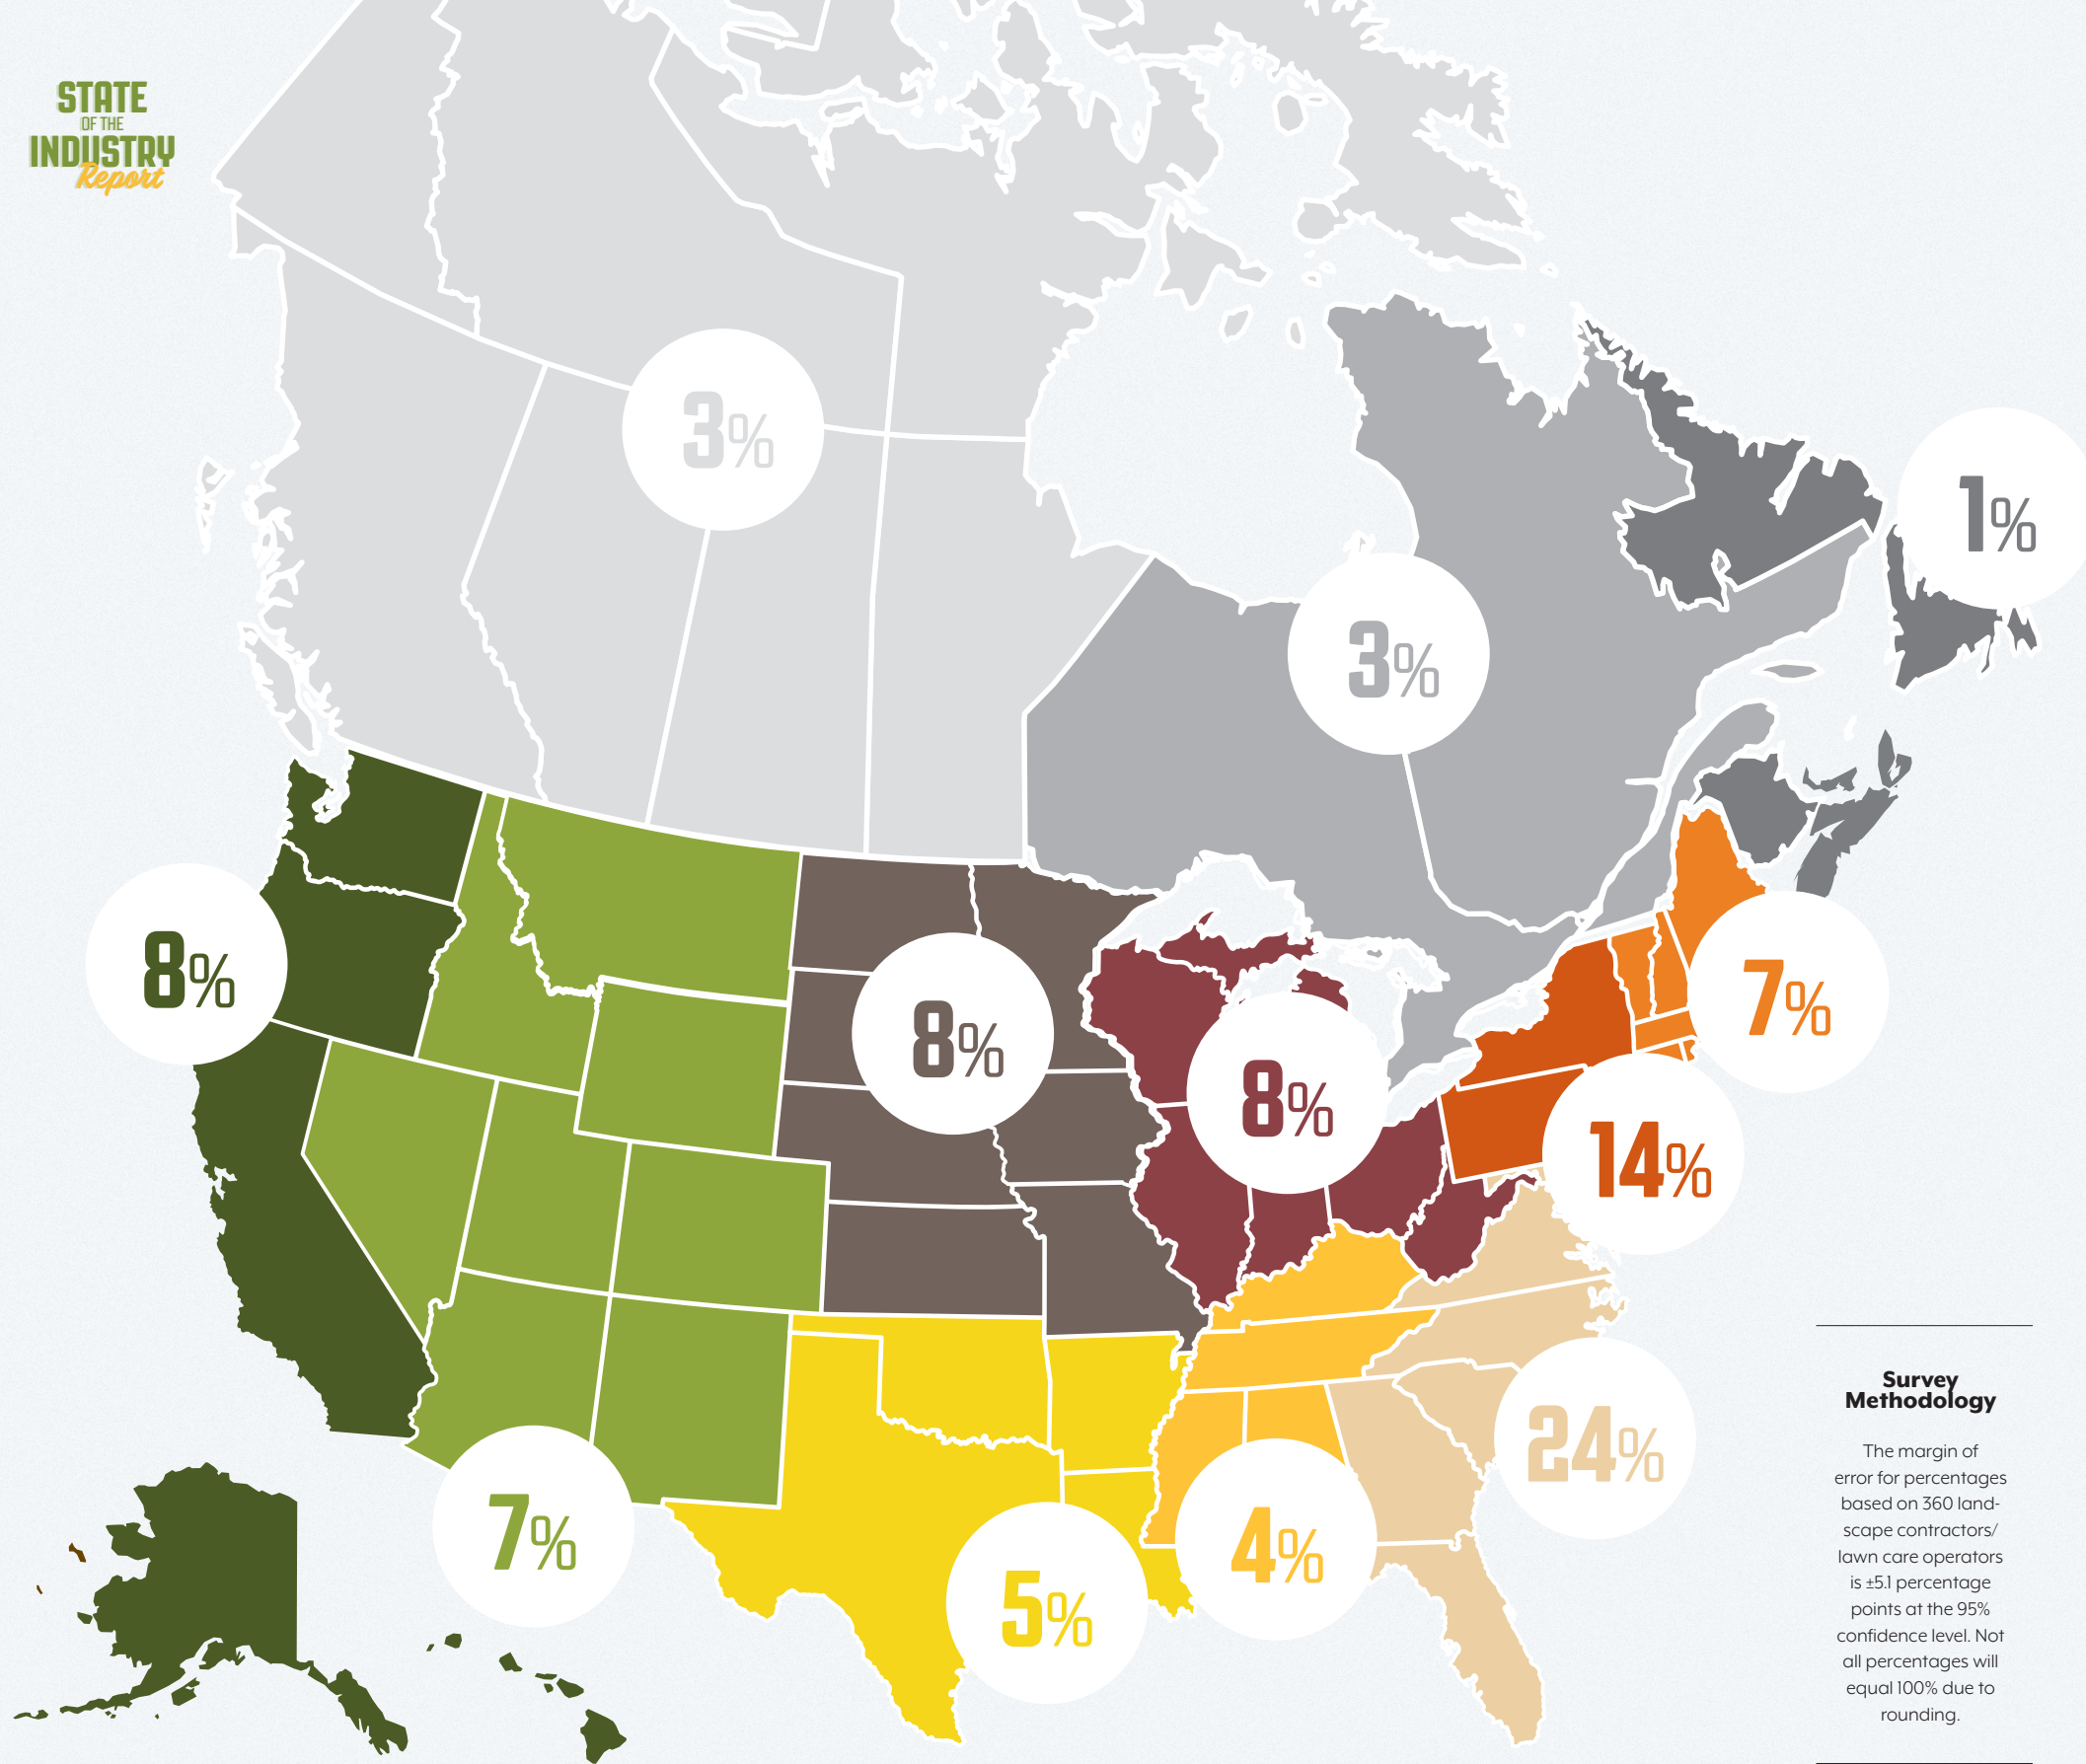 STATE
OF THE
INDUSTRY
Report
3%
1%
3%
8%
8%
8%
7%
14%
24%
7%
5%
4%
Survey
Methodology
The margin of
error for percentages
based on 360 land-
scape contractors/
lawn care operators
is ±5.1 percentage
points at the 95%
confidence level. Not
all percentages will
equal 100% due to
rounding.